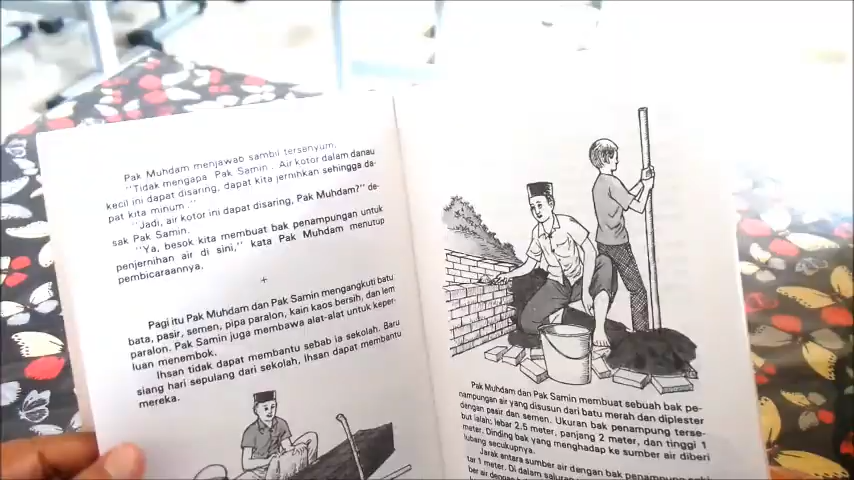 Pak Muhdam menjawab sambil tersenyum.
"Tidak mengapa Pak Samin. Air kotor dalam danau
kecil ini dapat disaring, dapat kita jernihkan sehingga da-
pat kita minum."
"Jadi, air kotor ini dapat disaring, Pak Muhdam?" de-
sak Pak Samin.
"Ya, besok kita membuat bak penampungan untuk
penjernihan air di sini," kata Pak Muhdam menutup
pembicaraannya.
+
Pagi itu Pak Muhdam dan Pak Samin mengangkuti batu
bata, pasir, semen, pipa paralon, kain kaos bersih, dan lem
paralon. Pak Samin juga membawa alat-alat untuk keper-
luan menembok.
Ihsan tidak dapat membantu sebab ia sekolah. Baru
siang hari sepulang dari sekolah, Ihsan dapat membantu
mereka.
Pak Muhdam dan Pak Samin membuat sebuah bak pe-
nampungan air yang disusun dari batu merah dan diplester
dengan pasir dan semen. Ukuran bak penampung terse-
but ialah: lebar 2,5 meter, panjang 2 meter, dan tinggi 1
meter. Dinding bak yang menghadap ke sumber air diberi
lubang secukupnya.
Jarak antara sumber air dengan bak penampung
tar 1 meter. Di dalam
ber air